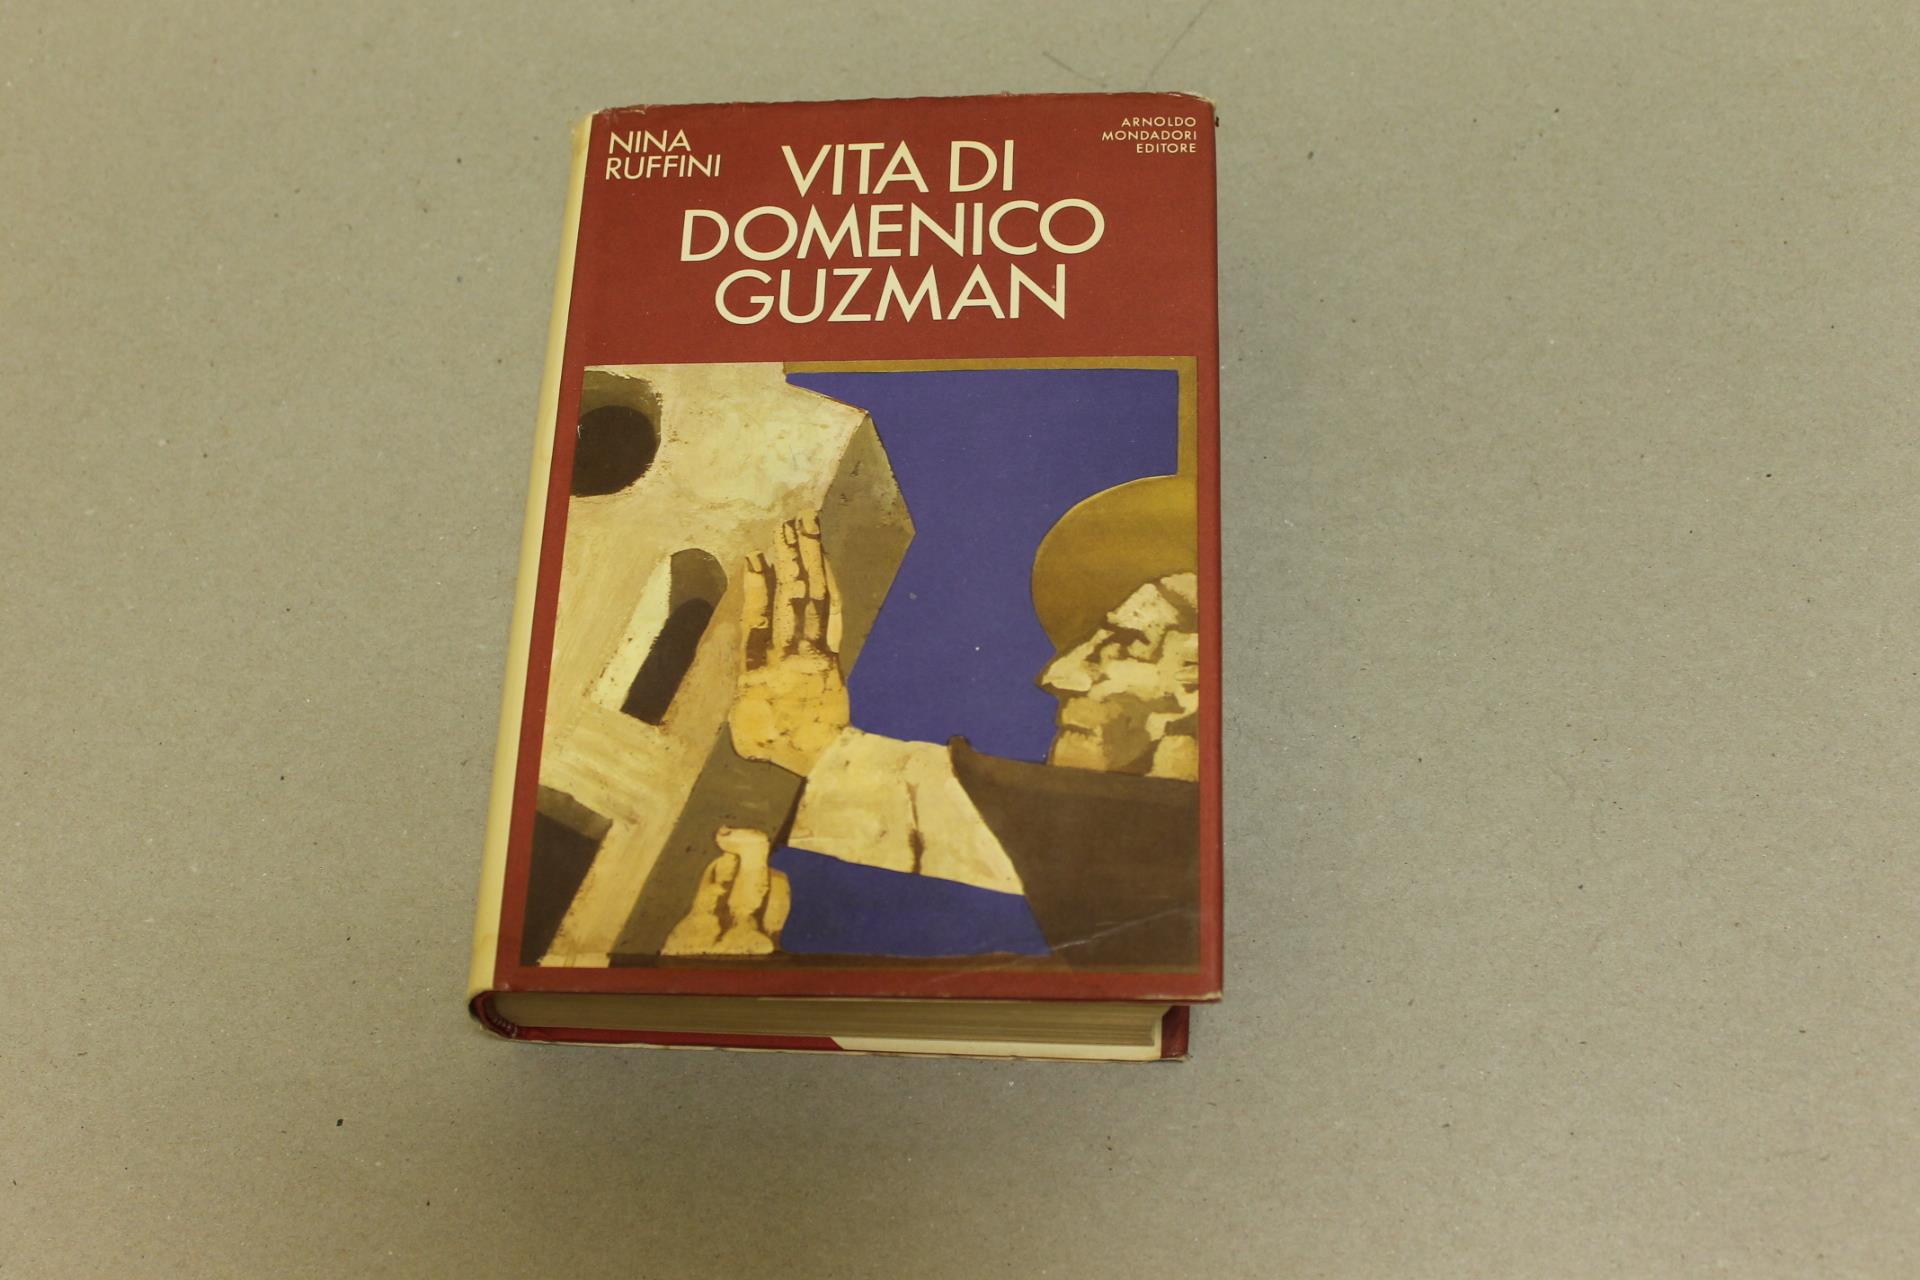 NINA
RUFFINI
VITA DI
DOMENICO
GUZMAN
ARNOLDO
MONDADORI
EDITORE